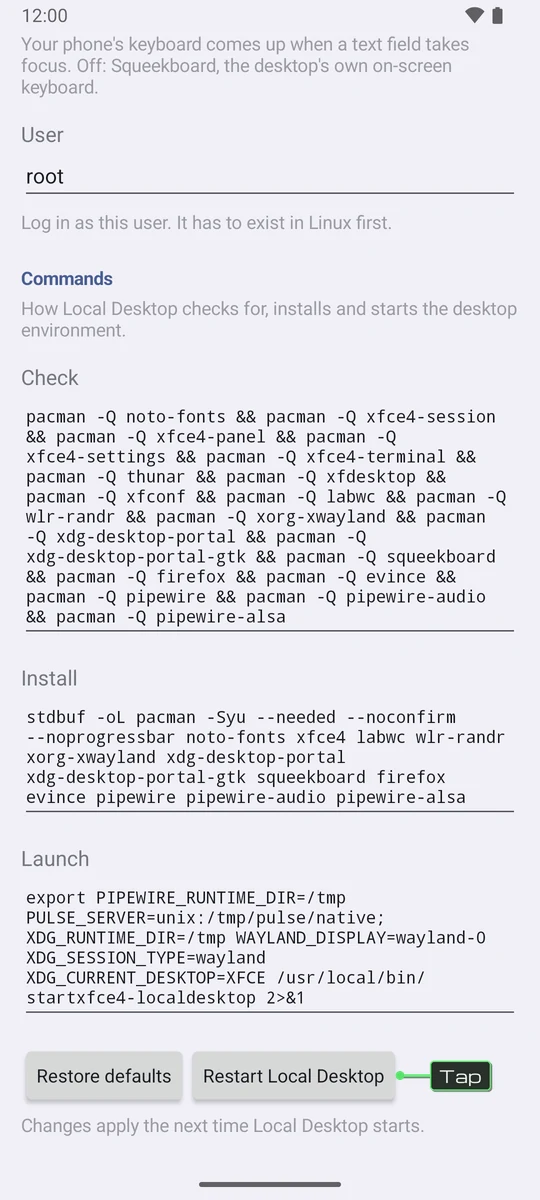 12:00
Your phone's keyboard comes up when a text field takes
focus. Off: Squeekboard, the desktop's own on-screen
keyboard.
User
root
Log in as this user. It has to exist in Linux first.
Commands
How Local Desktop checks for, installs and starts the desktop
environment.
Check
pacman -Q noto-fonts && pacman -Q xfce4-session
&& pacman -Q xfce4-panel && pacman -Q
xfce4-settings && pacman -Q xfce4-terminal &&
pacman -Q thunar && pacman -Q xfdesktop &&
pacman -Q xfconf && pacman -Q labwc && pacman -Q
wlr-randr && pacman -Q xorg-xwayland && pacman
-Q xdg-desktop-portal && pacman -Q
xdg-desktop-portal-gtk && pacman -Q squeekboard
&& pacman -Q firefox && pacman -Q evince &&
pacman -Q pipewire && pacman -Q pipewire-audio
&& pacman -Q pipewire-alsa
Install
stdbuf -oL pacman -Syu --needed --noconfirm
--noprogressbar noto-fonts xfce4 labwc wlr-randr
xorg-xwayland xdg-desktop-portal
xdg-desktop-portal-gtk squeekboard firefox
evince pipewire pipewire-audio pipewire-alsa
Launch
export PIPEWIRE_RUNTIME_DIR=/tmp
PULSE_SERVER=unix:/tmp/pulse/native;
XDG_RUNTIME_DIR=/tmp WAYLAND_DISPLAY=wayland-0
XDG_SESSION_TYPE=wayland
XDG_CURRENT_DESKTOP=XFCE /usr/local/bin/
startxfce4-localdesktop 2>&1
Restore defaults
Restart Local Desktop
Tap
Changes apply the next time Local Desktop starts.